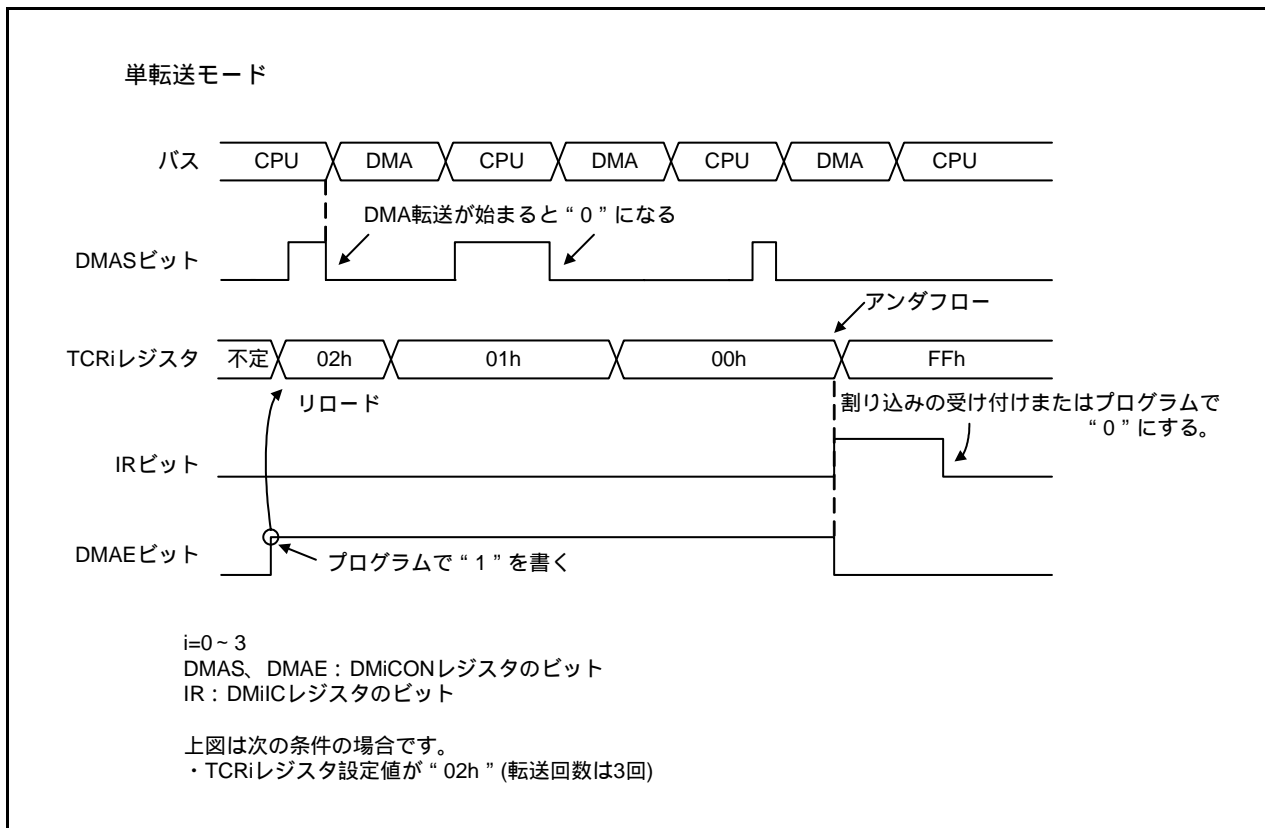 単転送モード
バス CPU DMA CPU DMA CPU DMA CPU
DMA転送が始まると“0”になる
DMASビット
アンダフロー
TCRiレジスタ 不定 02h 01h 00h FFh
リロード
割り込みの受け付けまたはプログラムで
“0”にする。
IRビット
DMAEビット
プログラムで“1”を書く
i=0~3
DMAS、DMAE:DMiCONレジスタのビット
IR:DMiICレジスタのビット
上図は次の条件の場合です。
・TCRiレジスタ設定値が“02h”(転送回数は3回)